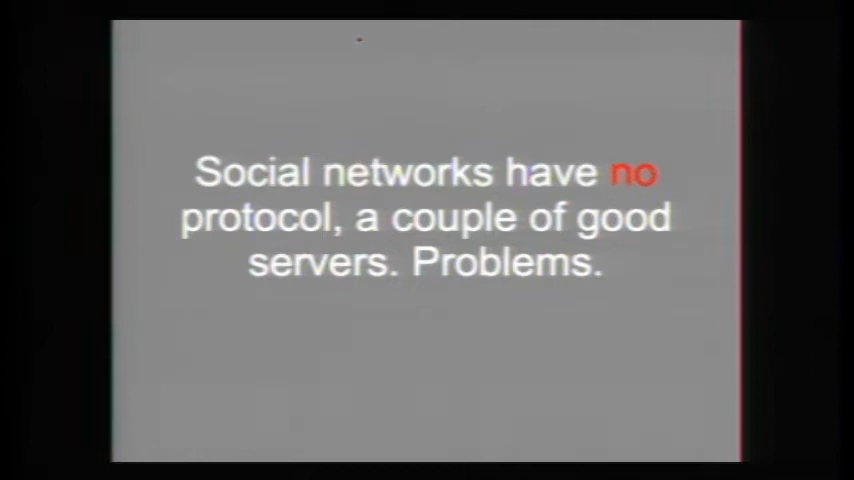 Social networks have no
protocol, a couple of good
servers. Problems.